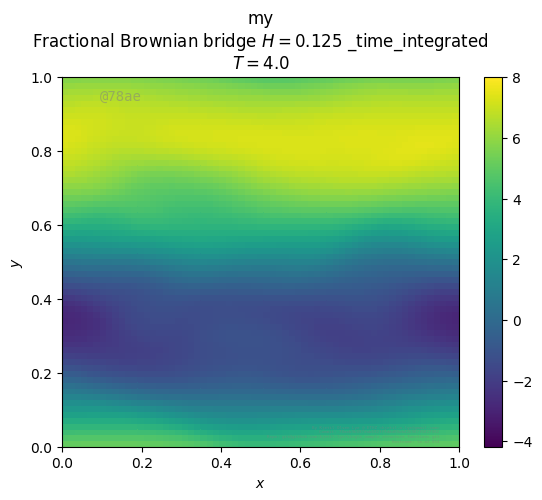 my
Fractional Brownian bridge H = 0.125 _time_integrated
T = 4.0
@78ae
1.0
0.8
0.6
0.4
0.2
0.0
y
0.0 0.2 0.4 0.6 0.8 1.0
x
8
6
4
2
0
−2
−4